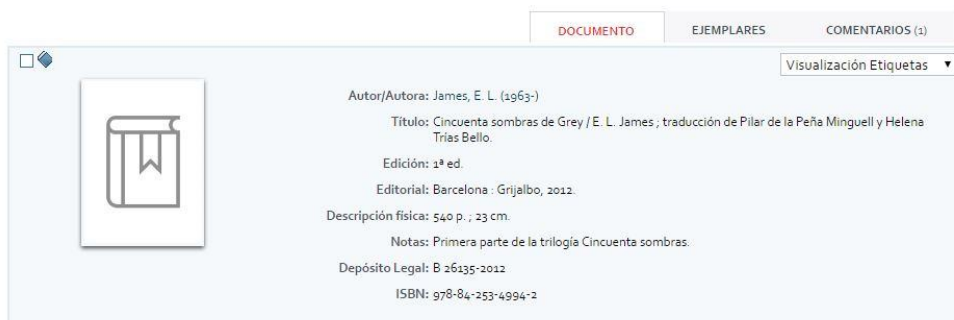 DOCUMENTO EJEMPLARES COMENTARIOS (1)
Visualización Etiquetas
Autor/Autora: James, E. L. (1963-)
Título: Cincuenta sombras de Grey / E. L. James ; traducción de Pilar de la Peña Minguell y Helena
Trías Bello.
Edición: 1ª ed.
Editorial: Barcelona : Grijalbo, 2012.
Descripción física: 540 p. ; 23 cm.
Notas: Primera parte de la trilogía Cincuenta sombras.
Depósito Legal: B 26135-2012
ISBN: 978-84-253-4994-2